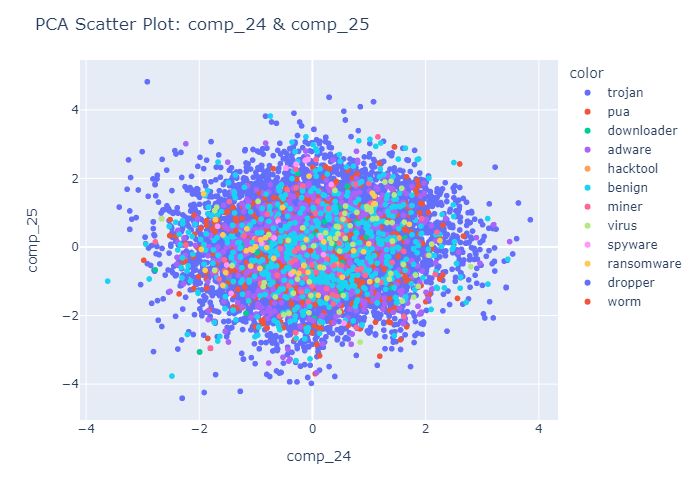 PCA Scatter Plot: comp_24 & comp_25
color
trojan
pua
downloader
adware
hacktool
benign
miner
virus
spyware
ransomware
dropper
worm
comp_25
4
2
0
−2
−4
−4
−2
0
2
4
comp_24